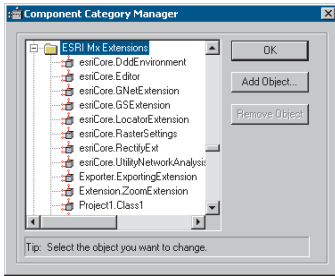 Component Category Manager
ESRI Mx Extensions
esriCore.DddEnvironment
esriCore.Editor
esriCore.GNetExtension
esriCore.GSExtension
esriCore.LocatorExtension
esriCore.RasterSettings
esriCore.RectifyExt
esriCore.UtilityNetworkAnalysis
Exporter.ExportingExtension
Extension.ZoomExtension
Project1.Class1
OK
Add Object...
Remove Object
Tip: Select the object you want to change.